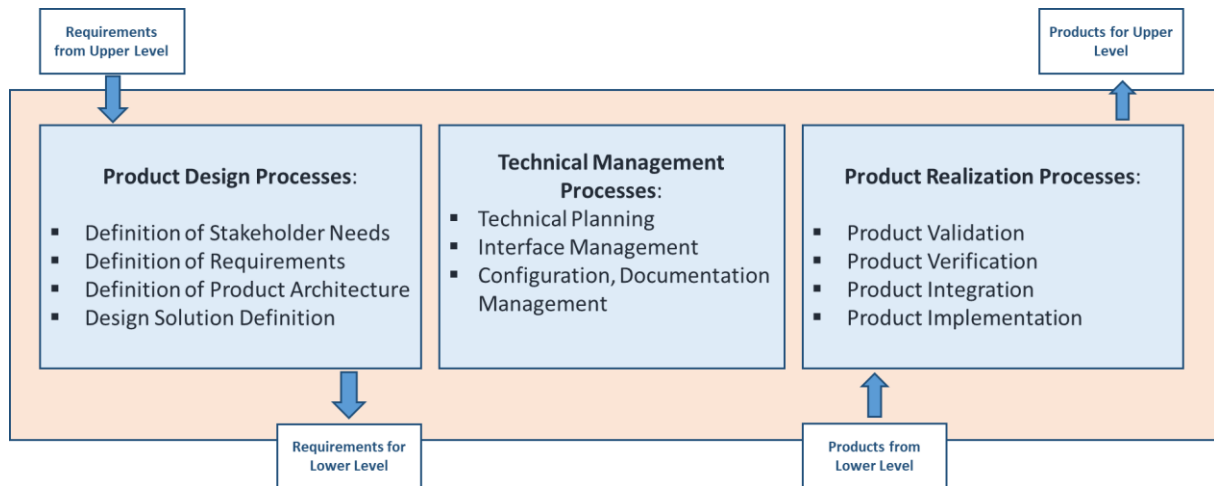 Requirements
from Upper Level
Products for Upper
Level
Product Design Processes:
▪ Definition of Stakeholder Needs
▪ Definition of Requirements
▪ Definition of Product Architecture
▪ Design Solution Definition
Technical Management
Processes:
▪ Technical Planning
▪ Interface Management
▪ Configuration, Documentation
Management
Product Realization Processes:
▪ Product Validation
▪ Product Verification
▪ Product Integration
▪ Product Implementation
Requirements for
Lower Level
Products from
Lower Level